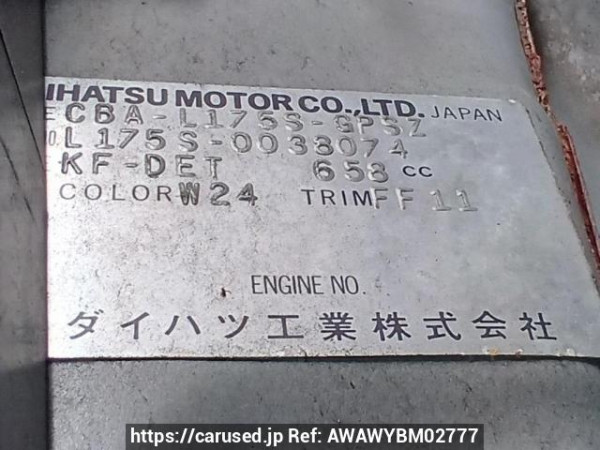 IHATSU MOTOR CO.,LTD. JAPAN
E CBA-L175S-GPSZ
O. L175S-0038074
KF-DET 658 CC
COLOR W24 TRIM FF11
ENGINE NO.
ダイハツ工業株式会社
https://carused.jp Ref: AWAWYBM02777